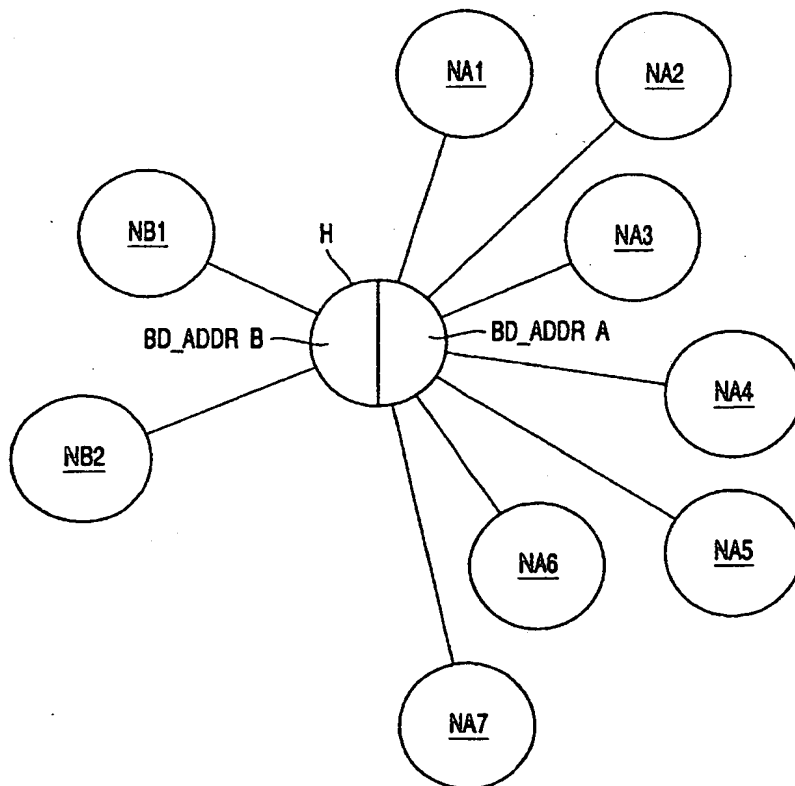 NA1
NA2
NB1
H
NA3
BD_ADDR B
BD_ADDR A
NA4
NB2
NA6
NA5
NA7